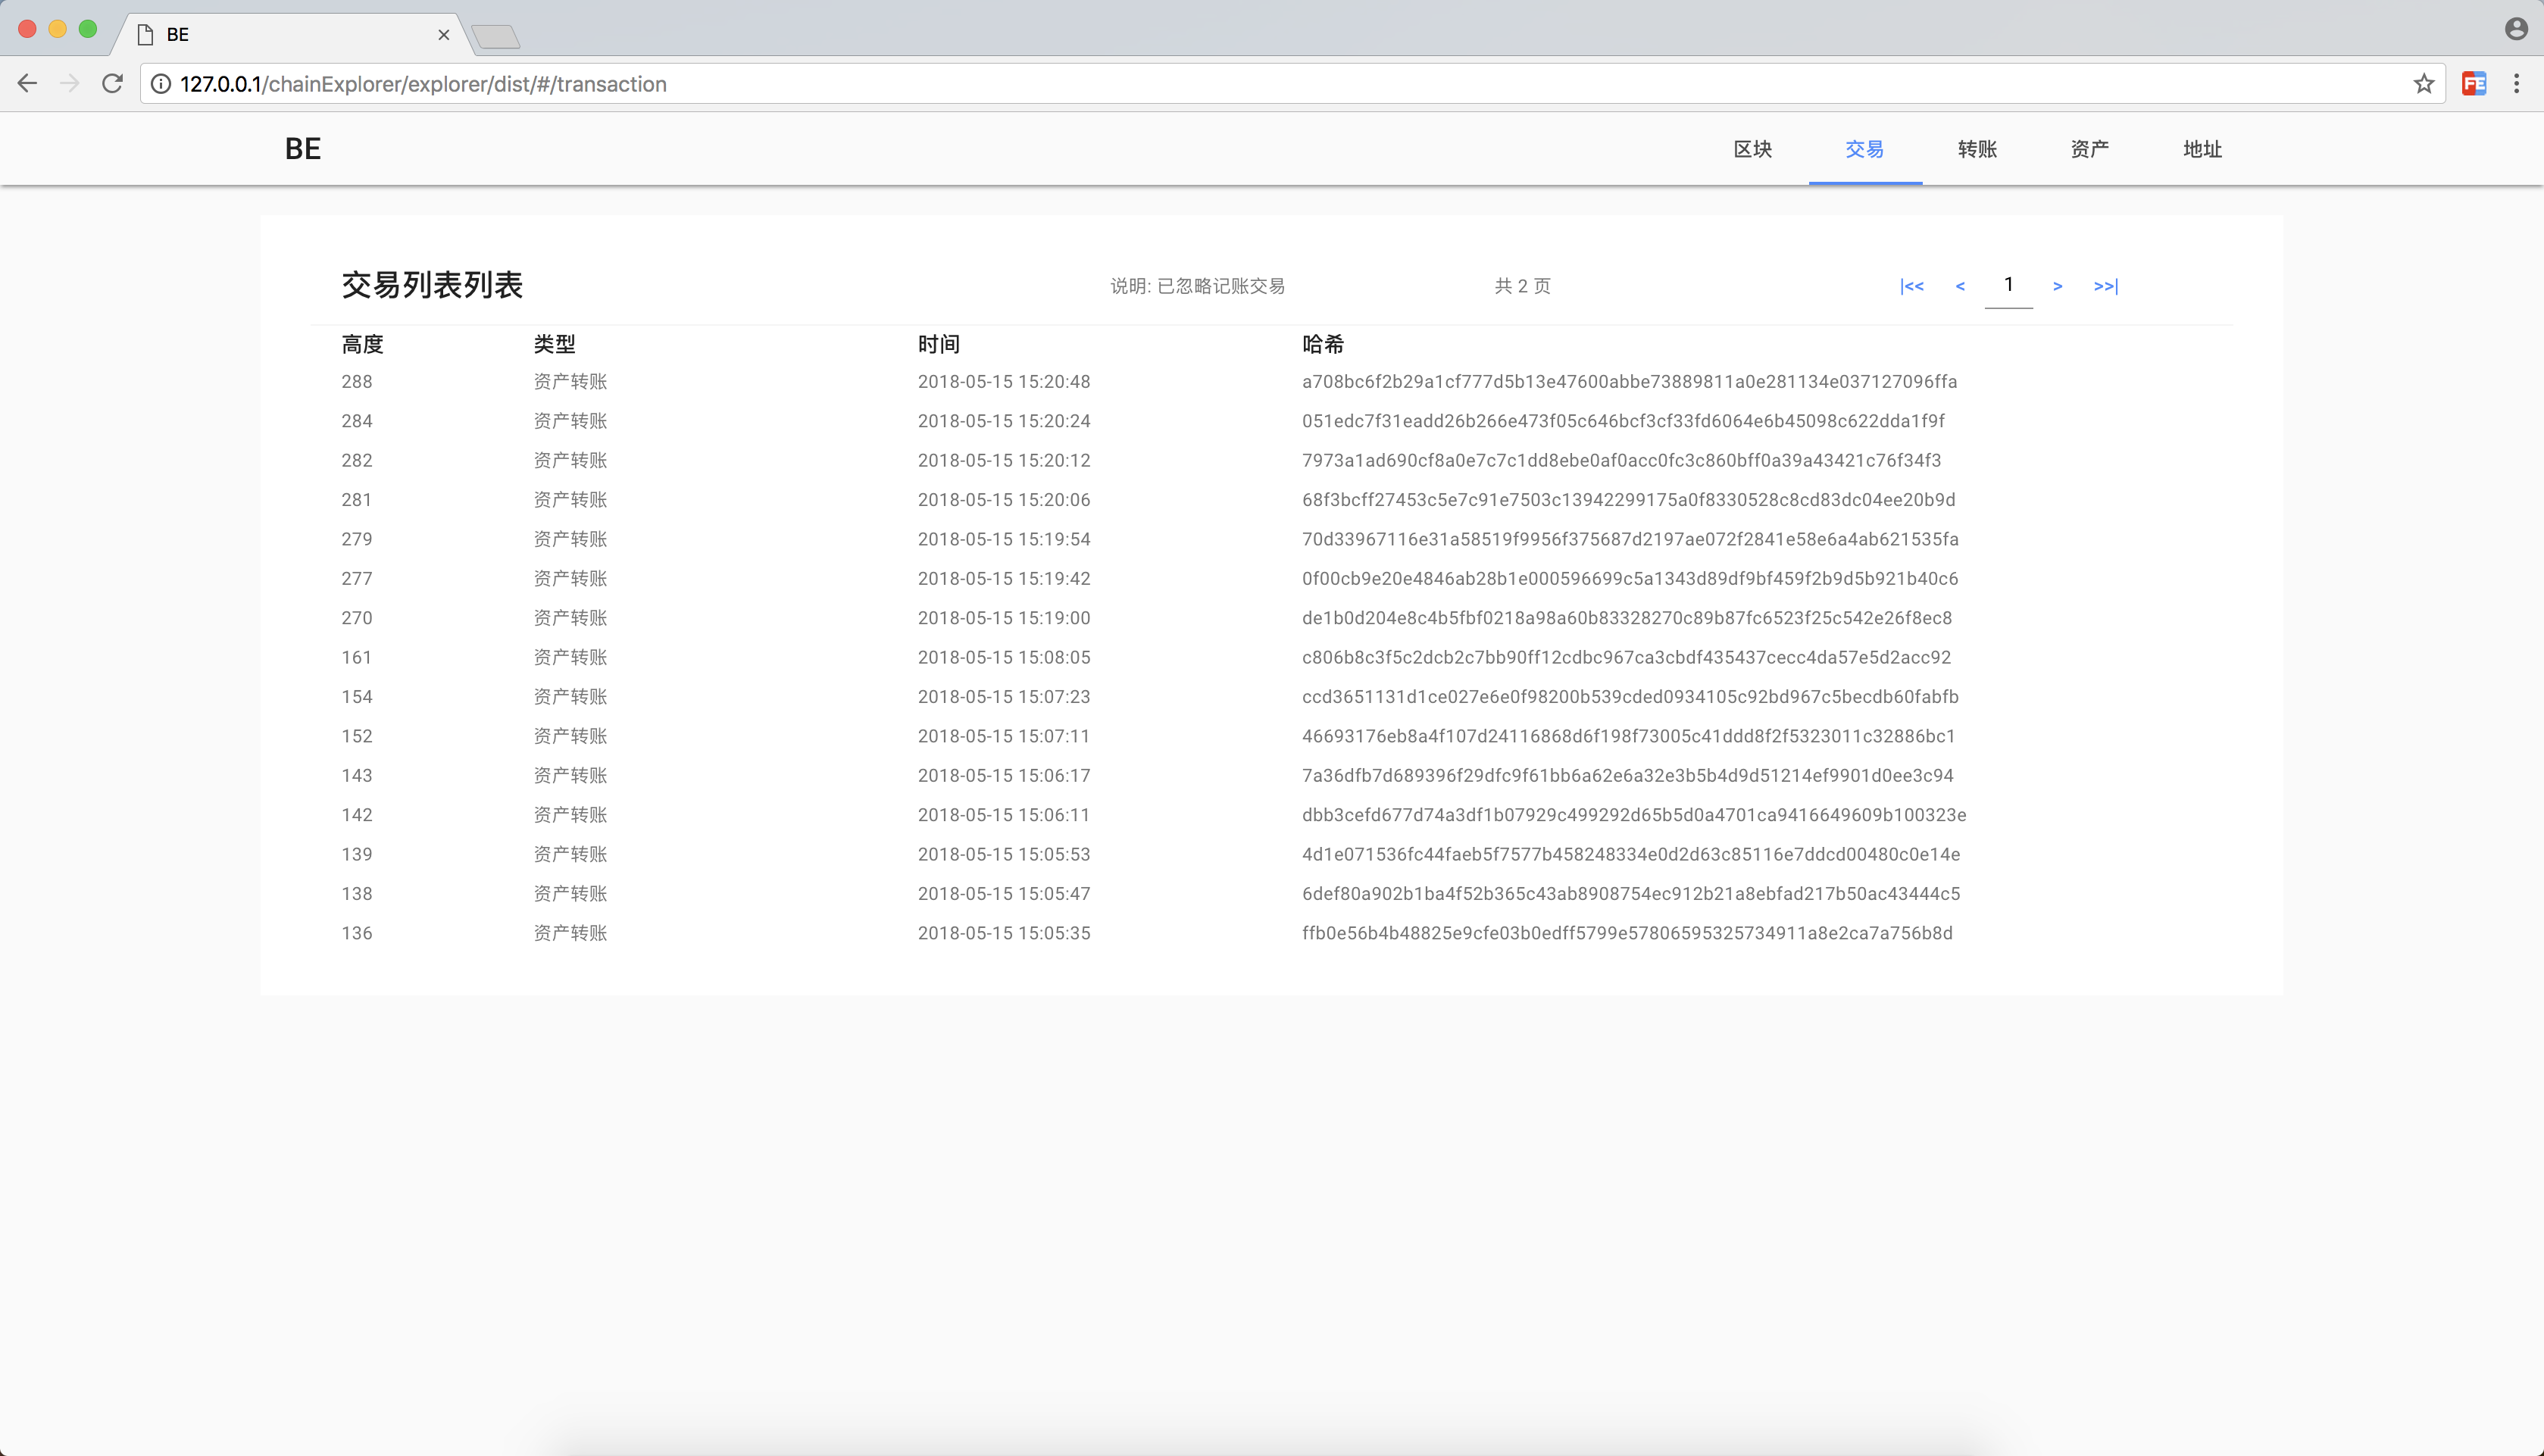 BE
127.0.0.1/chainExplorer/explorer/dist/#/transaction
FE
BE 区块 交易 转账 资产 地址
交易列表列表 说明: 已忽略记账交易 共 2 页 |<< < 1 > >>|
高度 类型 时间 哈希
288 资产转账 2018-05-15 15:20:48 a708bc6f2b29a1cf777d5b13e47600abbe73889811a0e281134e037127096ffa
284 资产转账 2018-05-15 15:20:24 051edc7f31eadd26b266e473f05c646bcf3cf33fd6064e6b45098c622dda1f9f
282 资产转账 2018-05-15 15:20:12 7973a1ad690cf8a0e7c7c1dd8ebe0af0acc0fc3c860bff0a39a43421c76f34f3
281 资产转账 2018-05-15 15:20:06 68f3bcff27453c5e7c91e7503c13942299175a0f8330528c8cd83dc04ee20b9d
279 资产转账 2018-05-15 15:19:54 70d33967116e31a58519f9956f375687d2197ae072f2841e58e6a4ab621535fa
277 资产转账 2018-05-15 15:19:42 0f00cb9e20e4846ab28b1e000596699c5a1343d89df9bf459f2b9d5b921b40c6
270 资产转账 2018-05-15 15:19:00 de1b0d204e8c4b5fbf0218a98a60b83328270c89b87fc6523f25c542e26f8ec8
161 资产转账 2018-05-15 15:08:05 c806b8c3f5c2dcb2c7bb90ff12cdbc967ca3cbdf435437cecc4da57e5d2acc92
154 资产转账 2018-05-15 15:07:23 ccd3651131d1ce027e6e0f98200b539cded0934105c92bd967c5becdb60fabfb
152 资产转账 2018-05-15 15:07:11 46693176eb8a4f107d24116868d6f198f73005c41ddd8f2f5323011c32886bc1
143 资产转账 2018-05-15 15:06:17 7a36dfb7d689396f29dfc9f61bb6a62e6a32e3b5b4d9d51214ef9901d0ee3c94
142 资产转账 2018-05-15 15:06:11 dbb3cefd677d74a3df1b07929c499292d65b5d0a4701ca9416649609b100323e
139 资产转账 2018-05-15 15:05:53 4d1e071536fc44faeb5f7577b458248334e0d2d63c85116e7ddcd00480c0e14e
138 资产转账 2018-05-15 15:05:47 6def80a902b1ba4f52b365c43ab8908754ec912b21a8ebfad217b50ac43444c5
136 资产转账 2018-05-15 15:05:35 ffb0e56b4b48825e9cfe03b0edff5799e57806595325734911a8e2ca7a756b8d